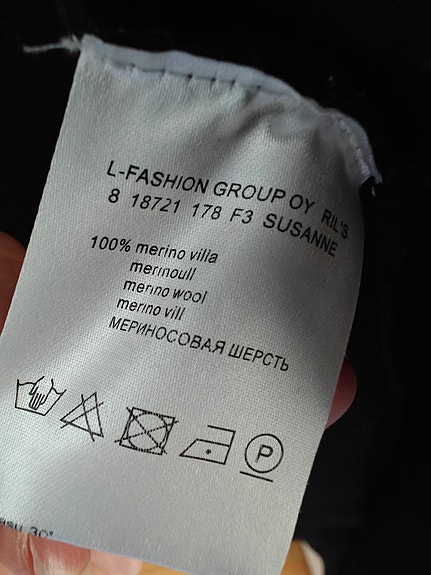 L-FASHION GROUP OY RIL'S
8 18721 178 F3 SUSANNE
100% merino villa
merinoull
merino wool
merino vill
МЕРИНОСОВАЯ ШЕРСТЬ
P
30°